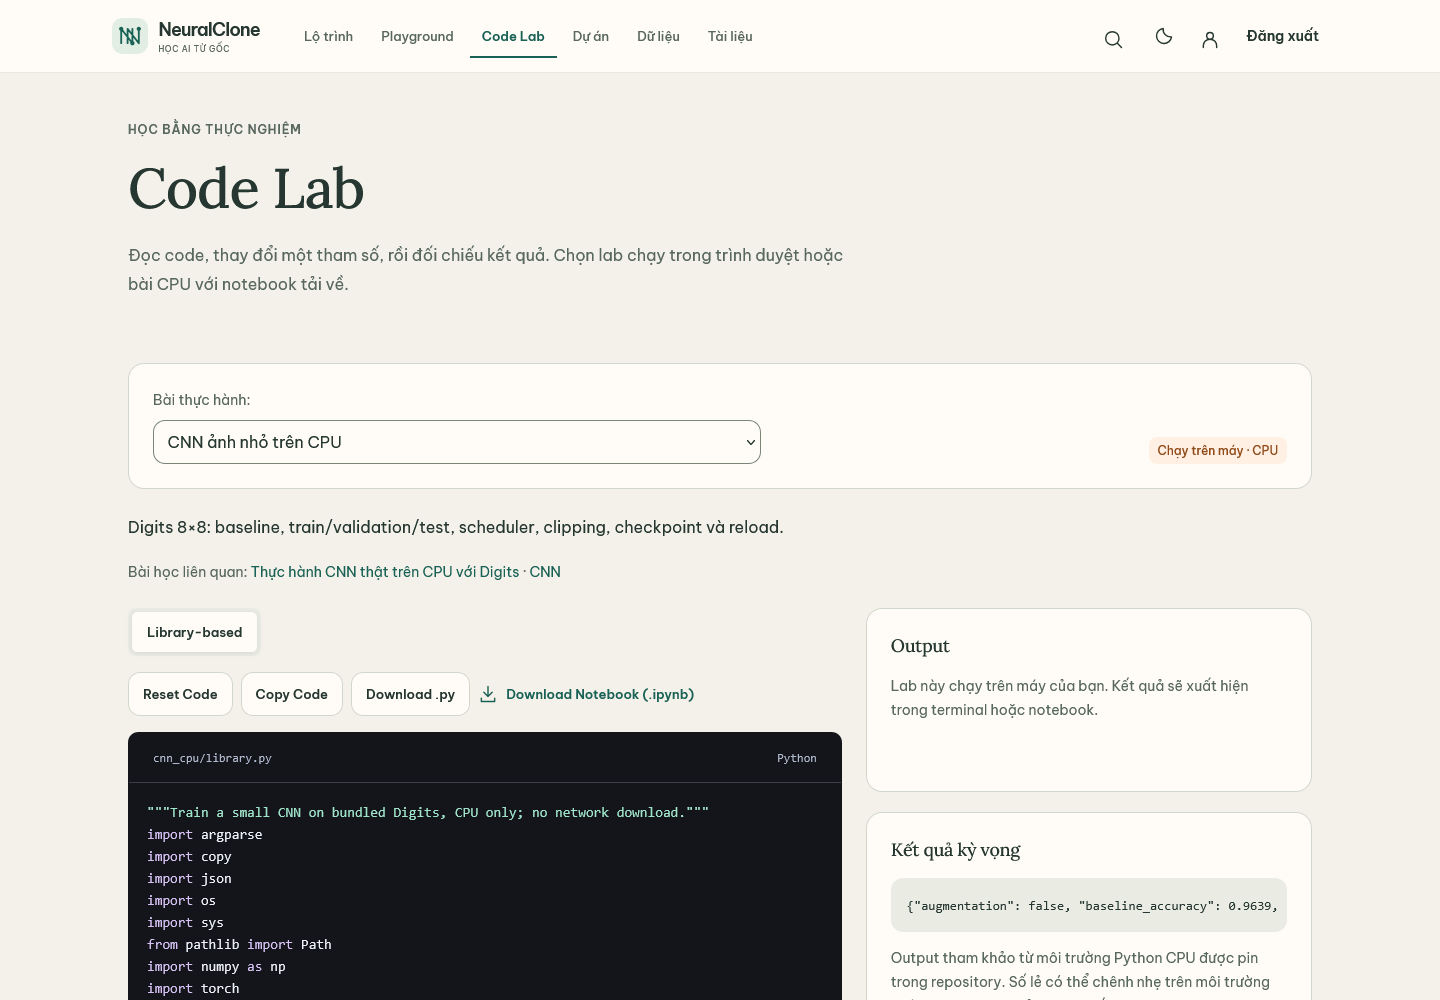 NeuralClone
HỌC AI TỪ GỐC
Lộ trình
Playground
Code Lab
Dự án
Dữ liệu
Tài liệu
Đăng xuất
HỌC BẰNG THỰC NGHIỆM
Code Lab
Đọc code, thay đổi một tham số, rồi đối chiếu kết quả. Chọn lab chạy trong trình duyệt hoặc
bài CPU với notebook tải về.
Bài thực hành:
CNN ảnh nhỏ trên CPU
Chạy trên máy · CPU
Digits 8×8: baseline, train/validation/test, scheduler, clipping, checkpoint và reload.
Bài học liên quan: Thực hành CNN thật trên CPU với Digits · CNN
Library-based
Reset Code
Copy Code
Download .py
Download Notebook (.ipynb)
cnn_cpu/library.py
Python
"""Train a small CNN on bundled Digits, CPU only; no network download."""
import argparse
import copy
import json
import os
import sys
from pathlib import Path
import numpy as np
import torch
Output
Lab này chạy trên máy của bạn. Kết quả sẽ xuất hiện
trong terminal hoặc notebook.
Kết quả kỳ vọng
{"augmentation": false, "baseline_accuracy": 0.9639,
Output tham khảo từ môi trường Python CPU được pin
trong repository. Số lẻ có thể chênh nhẹ trên môi trường